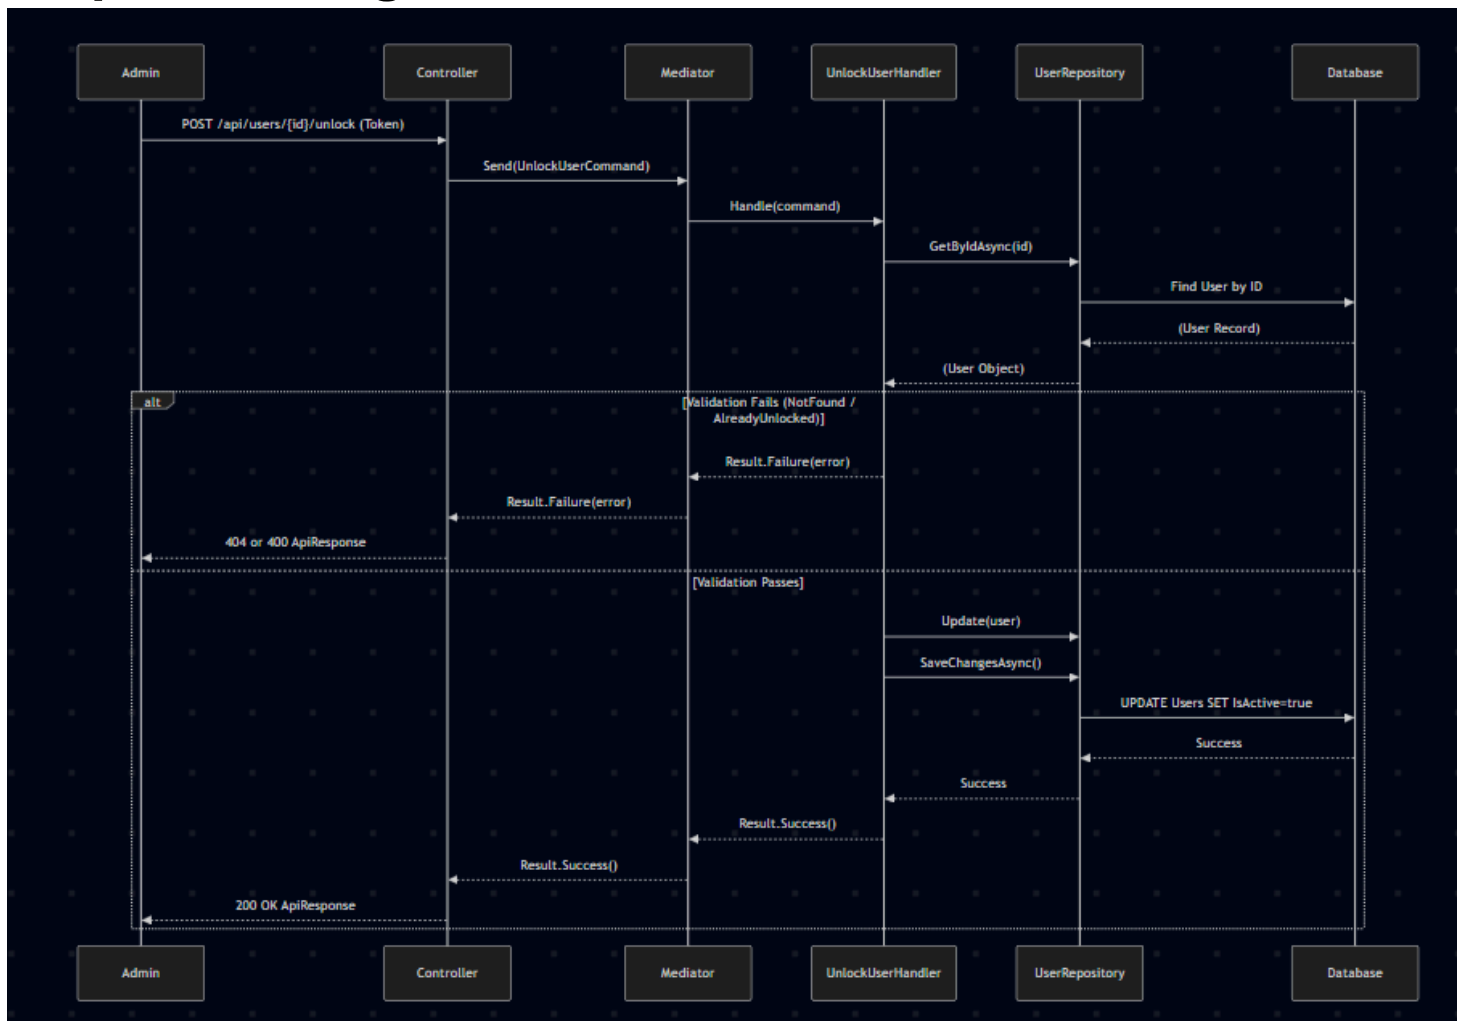 Admin
Controller
Mediator
UnlockUserHandler
UserRepository
Database
POST /api/users/{id}/unlock (Token)
Send(UnlockUserCommand)
Handle(command)
GetByIdAsync(id)
Find User by ID
(User Record)
(User Object)
alt
[Validation Fails (NotFound /
AlreadyUnlocked)]
Result.Failure(error)
Result.Failure(error)
404 or 400 ApiResponse
[Validation Passes]
Update(user)
SaveChangesAsync()
UPDATE Users SET IsActive=true
Success
Success
Result.Success()
Result.Success()
200 OK ApiResponse
Admin
Controller
Mediator
UnlockUserHandler
UserRepository
Database